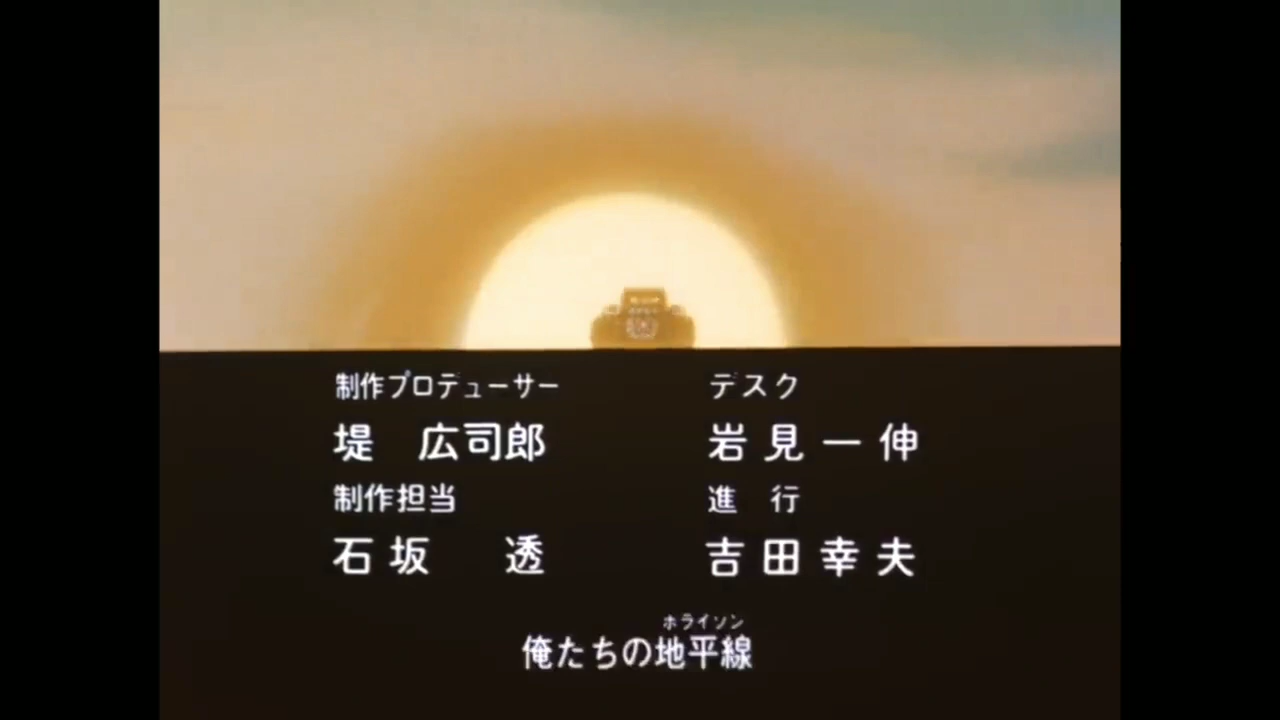 制作プロデューサー
堤 広司郎
制作担当
石坂 透
デスク
岩見一伸
進行
吉田幸夫
ホライソン
俺たちの地平線